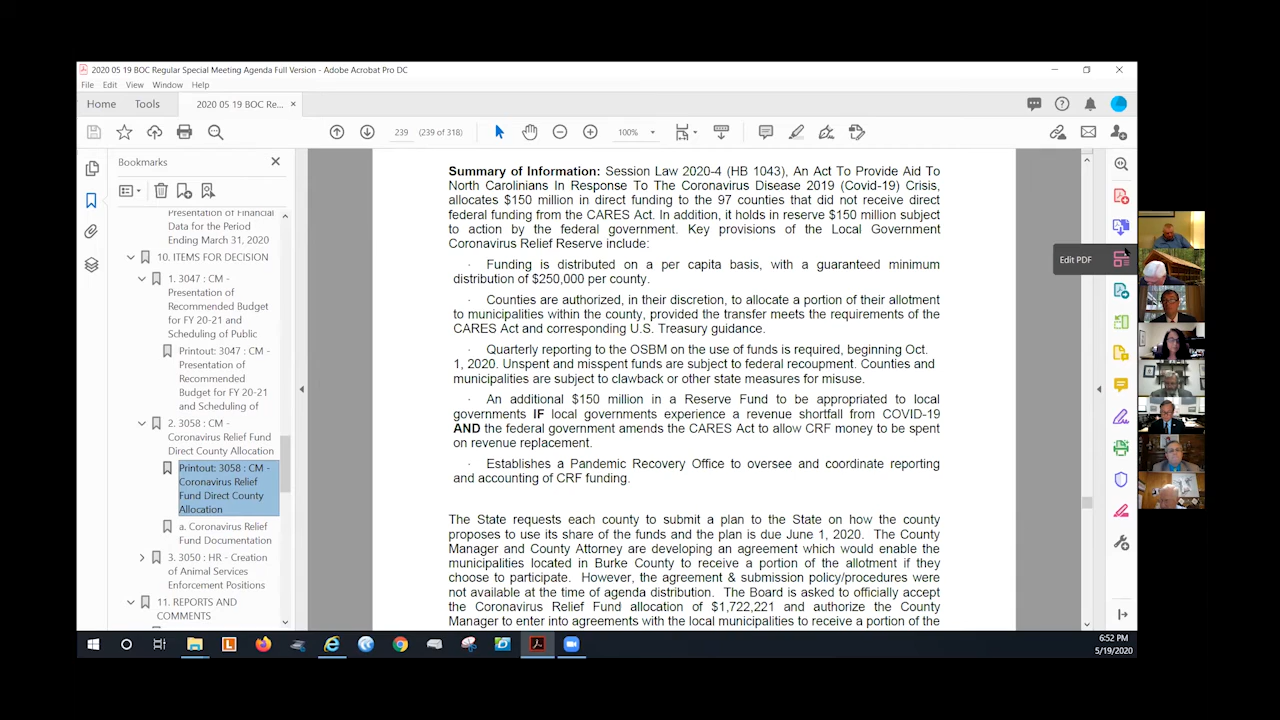 2020 05 19 BOC Regular Special Meeting Agenda Full Version - Adobe Acrobat Pro DC
File Edit View Window Help
Home Tools 2020 05 19 BOC Re... ×
239 (239 of 318) 100%
Bookmarks
Presentation of Financial
Data for the Period
Ending March 31, 2020
10. ITEMS FOR DECISION
1. 3047 : CM -
Presentation of
Recommended Budget
for FY 20-21 and
Scheduling of Public
Printout: 3047 : CM -
Presentation of
Recommended
Budget for FY 20-21
and Scheduling of
2. 3058 : CM -
Coronavirus Relief Fund
Direct County Allocation
Printout: 3058 : CM -
Coronavirus Relief
Fund Direct County
Allocation
a. Coronavirus Relief
Fund Documentation
3. 3050 : HR - Creation
of Animal Services
Enforcement Positions
11. REPORTS AND
COMMENTS
Summary of Information: Session Law 2020-4 (HB 1043), An Act To Provide Aid To
North Carolinians In Response To The Coronavirus Disease 2019 (Covid-19) Crisis,
allocates $150 million in direct funding to the 97 counties that did not receive direct
federal funding from the CARES Act. In addition, it holds in reserve $150 million subject
to action by the federal government. Key provisions of the Local Government
Coronavirus Relief Reserve include:
· Funding is distributed on a per capita basis, with a guaranteed minimum
distribution of $250,000 per county.
· Counties are authorized, in their discretion, to allocate a portion of their allotment
to municipalities within the county, provided the transfer meets the requirements of the
CARES Act and corresponding U.S. Treasury guidance.
· Quarterly reporting to the OSBM on the use of funds is required, beginning Oct.
1, 2020. Unspent and misspent funds are subject to federal recoupment. Counties and
municipalities are subject to clawback or other state measures for misuse.
· An additional $150 million in a Reserve Fund to be appropriated to local
governments IF local governments experience a revenue shortfall from COVID-19
AND the federal government amends the CARES Act to allow CRF money to be spent
on revenue replacement.
· Establishes a Pandemic Recovery Office to oversee and coordinate reporting
and accounting of CRF funding.
The State requests each county to submit a plan to the State on how the county
proposes to use its share of the funds and the plan is due June 1, 2020. The County
Manager and County Attorney are developing an agreement which would enable the
municipalities located in Burke County to receive a portion of the allotment if they
choose to participate. However, the agreement & submission policy/procedures were
not available at the time of agenda distribution. The Board is asked to officially accept
the Coronavirus Relief Fund allocation of $1,722,221 and authorize the County
Manager to enter into agreements with the local municipalities to receive a portion of the
Edit PDF
6:52 PM
5/19/2020